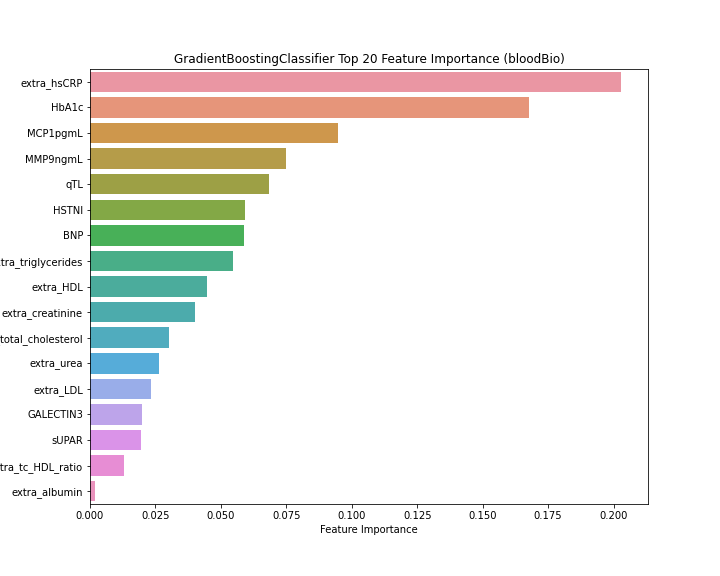 GradientBoostingClassifier Top 20 Feature Importance (bloodBio)
extra_hsCRP
HbA1c
MCP1pgmL
MMP9ngmL
qTL
HSTNI
BNP
tra_triglycerides
extra_HDL
extra_creatinine
total_cholesterol
extra_urea
extra_LDL
GALECTIN3
sUPAR
tra_tc_HDL_ratio
extra_albumin
0.000 0.025 0.050 0.075 0.100 0.125 0.150 0.175 0.200
Feature Importance